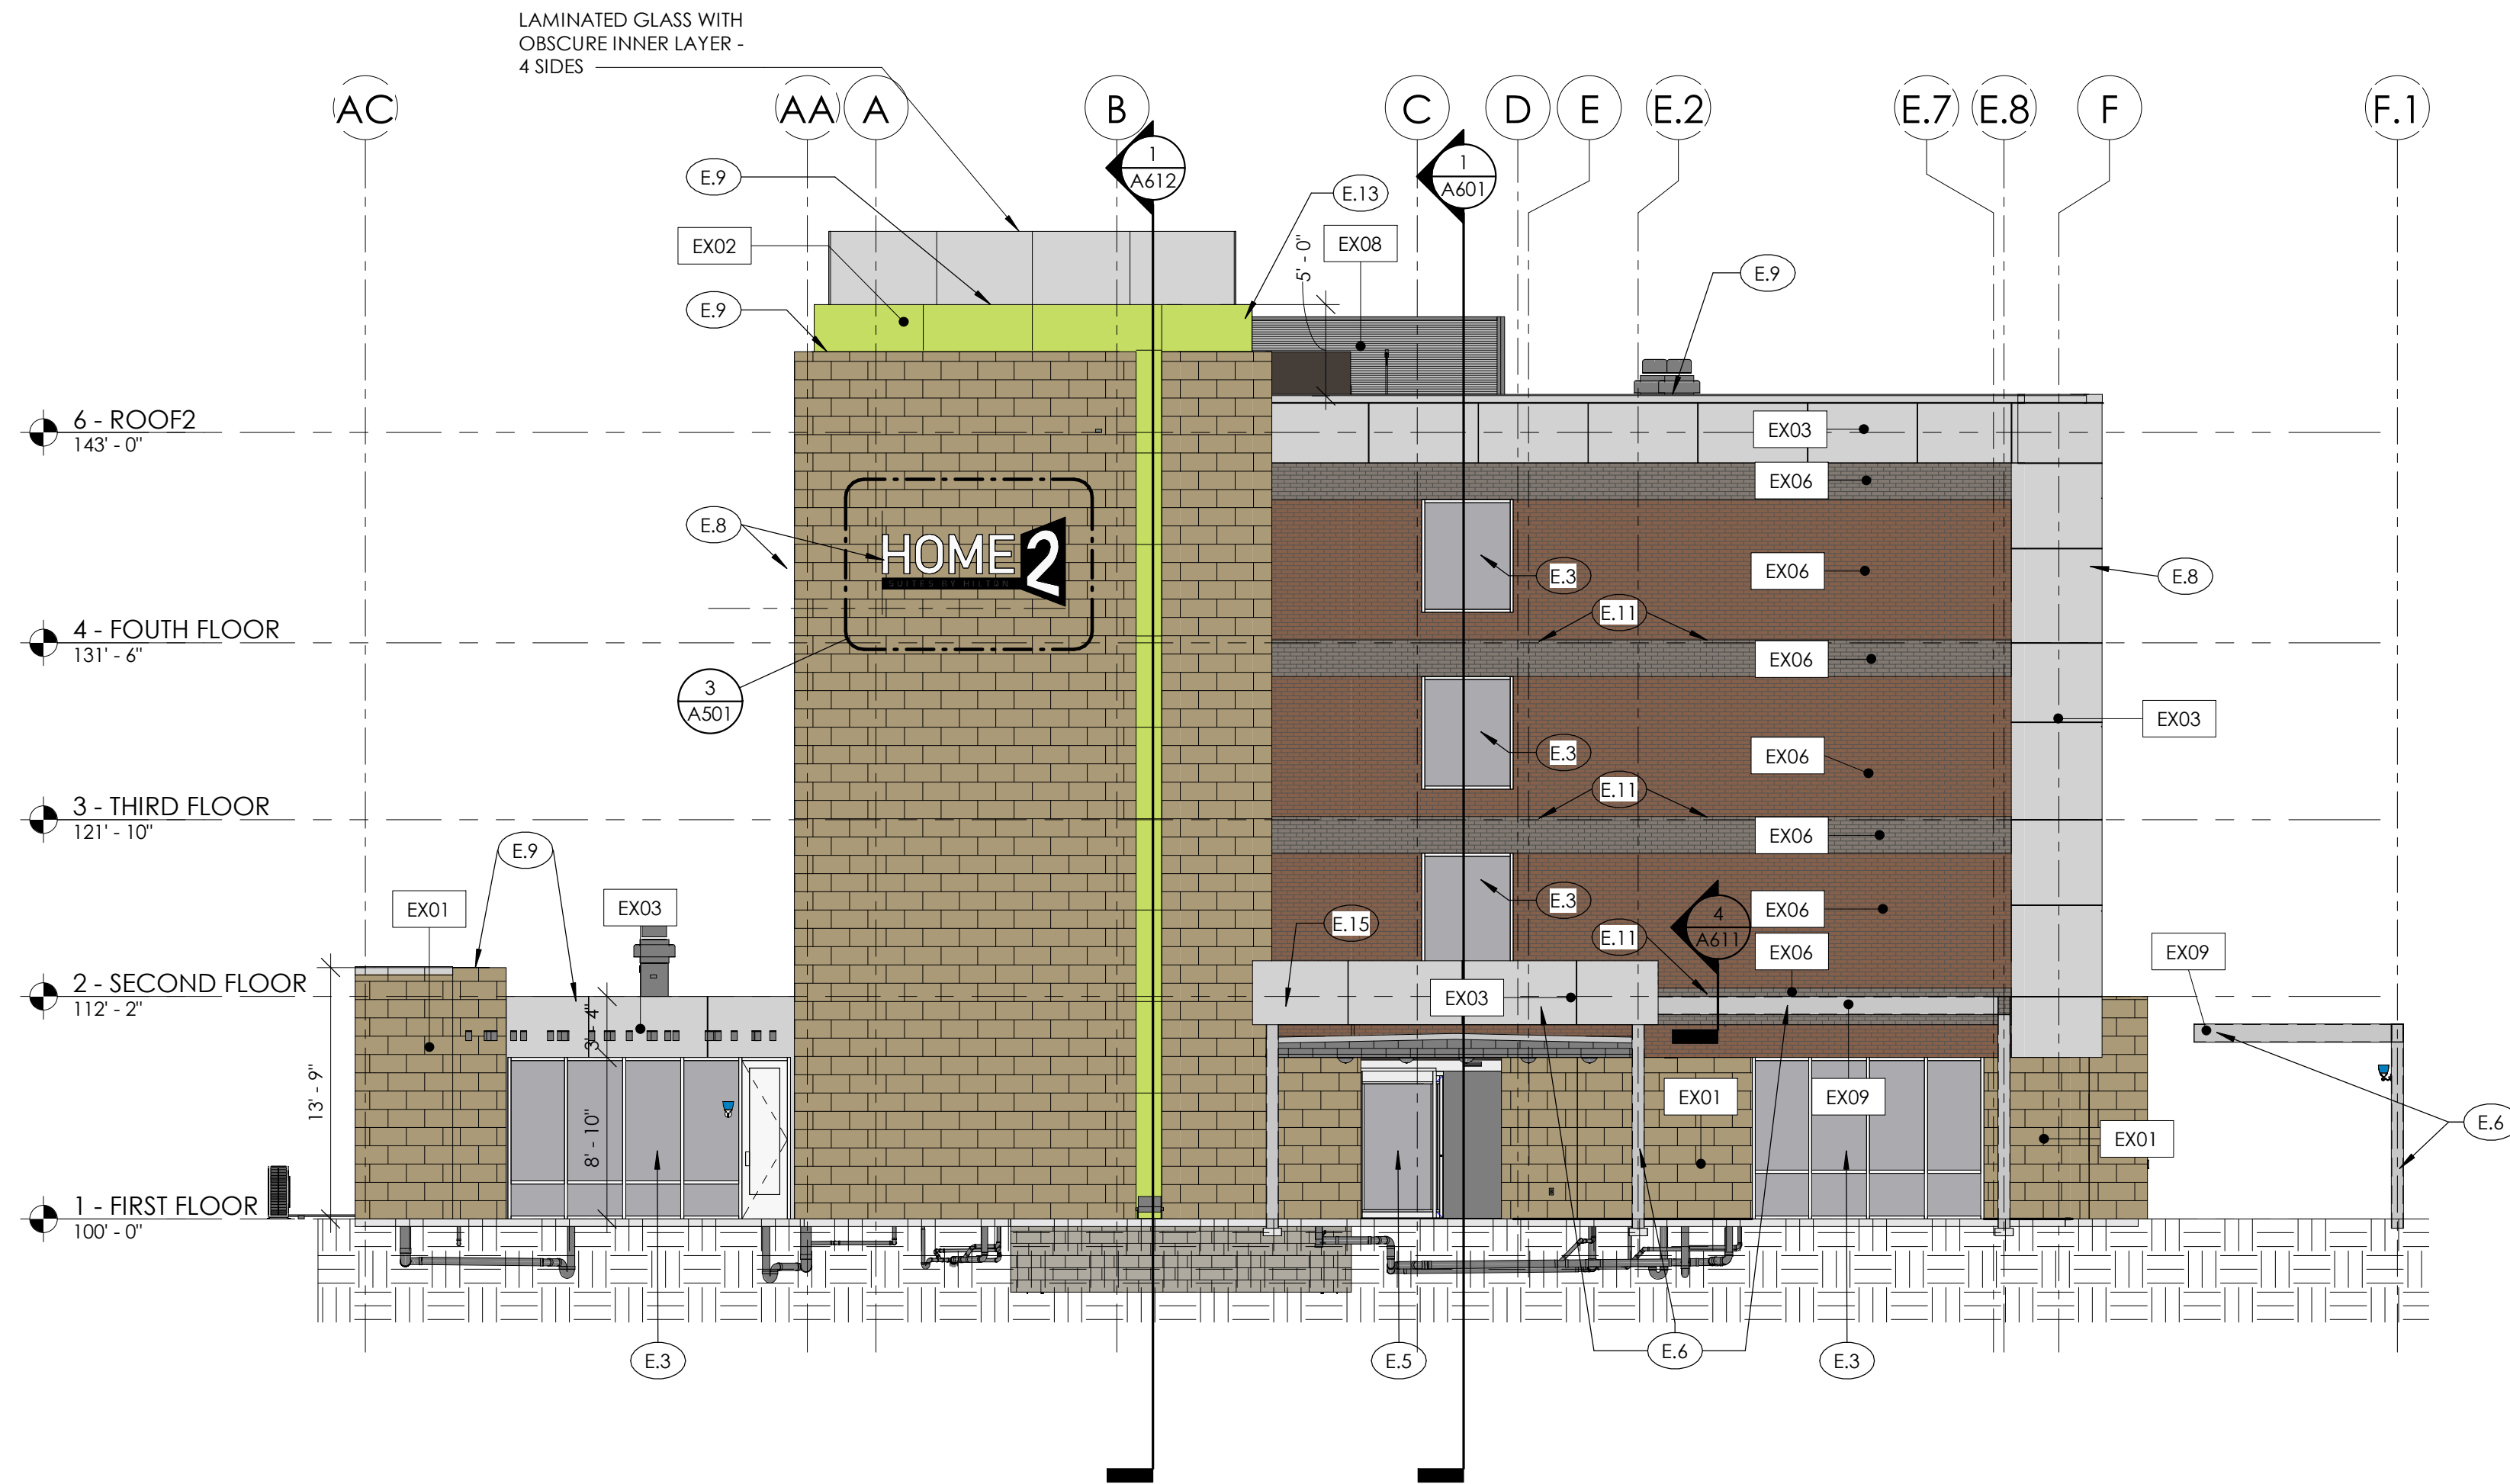 LAMINATED GLASS WITH
OBSCURE INNER LAYER -
4 SIDES
AC
AA
A
B
C
D
E
E.2
E.7
E.8
F
F.1
1
A612
1
A601
E.9
E.13
EX02
EX08
5' - 0"
E.9
E.9
6 - ROOF2
143' - 0"
EX03
EX06
E.8
HOME2
SUITES BY HILTON
E.3
EX06
E.8
E.11
4 - FOUTH FLOOR
131' - 6"
EX06
3
A501
EX03
E.3
EX06
E.11
3 - THIRD FLOOR
121' - 10"
EX06
E.9
EX01
EX03
E.3
EX06
E.15
E.11
4
A611
EX06
EX09
2 - SECOND FLOOR
112' - 2"
EX03
3' - 4"
13' - 9"
8' - 10"
EX01
EX09
EX01
E.6
1 - FIRST FLOOR
100' - 0"
E.3
E.5
E.6
E.3